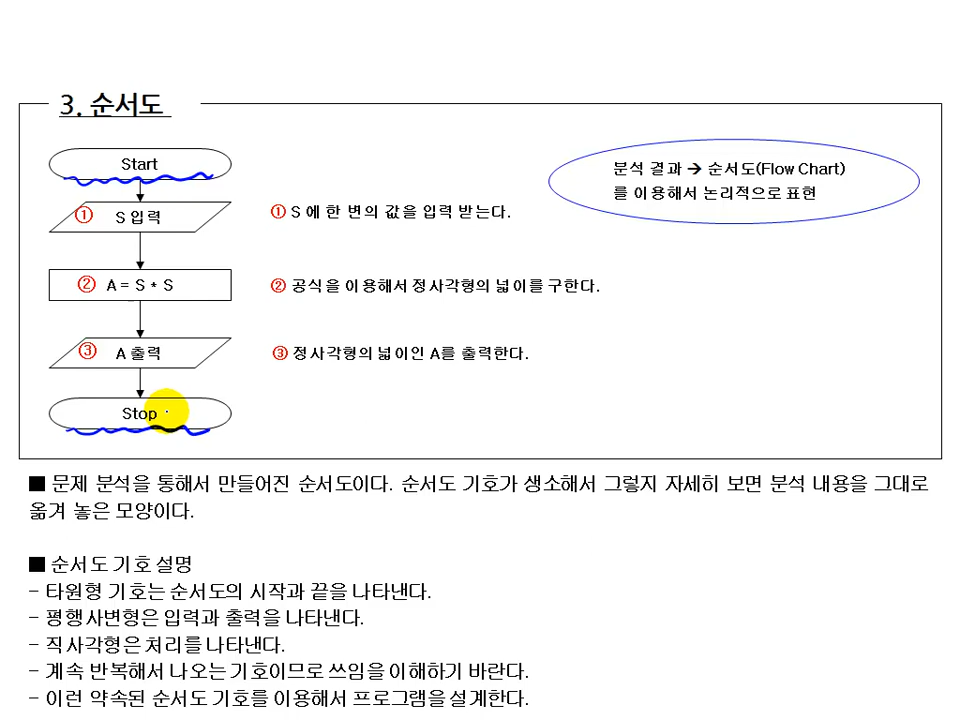 3. 순서도
Start
분석 결과 → 순서도(Flow Chart)
를 이용해서 논리적으로 표현
① S 입력
① S 에 한 변의 값을 입력 받는다.
② A = S * S
② 공식을 이용해서 정사각형의 넓이를 구한다.
③ A 출력
③ 정사각형의 넓이인 A를 출력한다.
Stop
■ 문제 분석을 통해서 만들어진 순서도이다. 순서도 기호가 생소해서 그렇지 자세히 보면 분석 내용을 그대로
옮겨 놓은 모양이다.
■ 순서도 기호 설명
- 타원형 기호는 순서도의 시작과 끝을 나타낸다.
- 평행사변형은 입력과 출력을 나타낸다.
- 직사각형은 처리를 나타낸다.
- 계속 반복해서 나오는 기호이므로 쓰임을 이해하기 바란다.
- 이런 약속된 순서도 기호를 이용해서 프로그램을 설계한다.